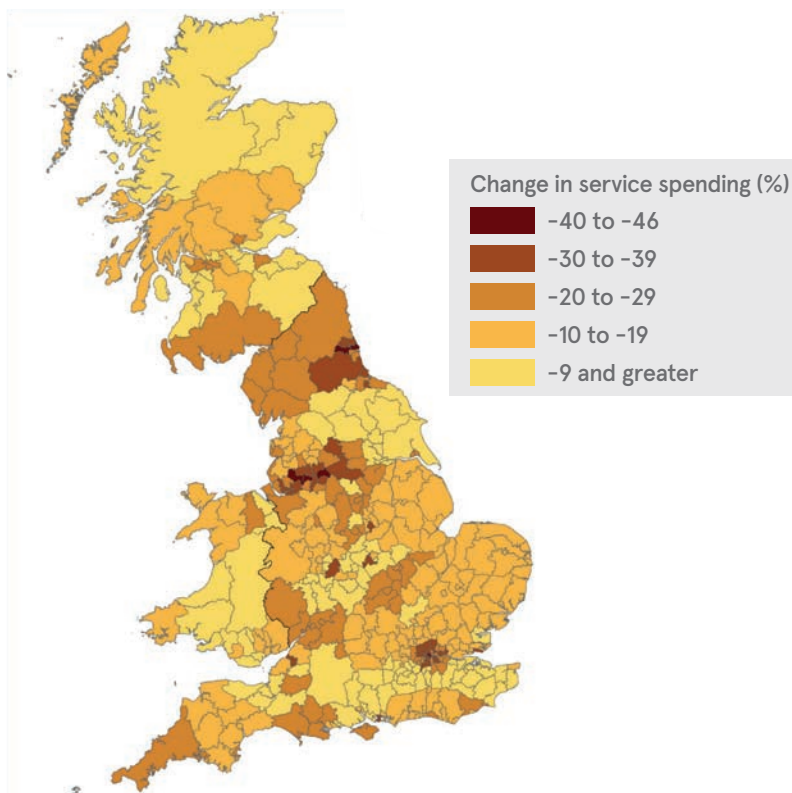 Change in service spending (%)
-40 to -46
-30 to -39
-20 to -29
-10 to -19
-9 and greater